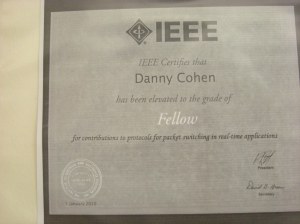 IEEE
IEEE Certifies that
Danny Cohen
has been elevated to the grade of
Fellow
for contributions to protocols for packet switching in real-time applications
President